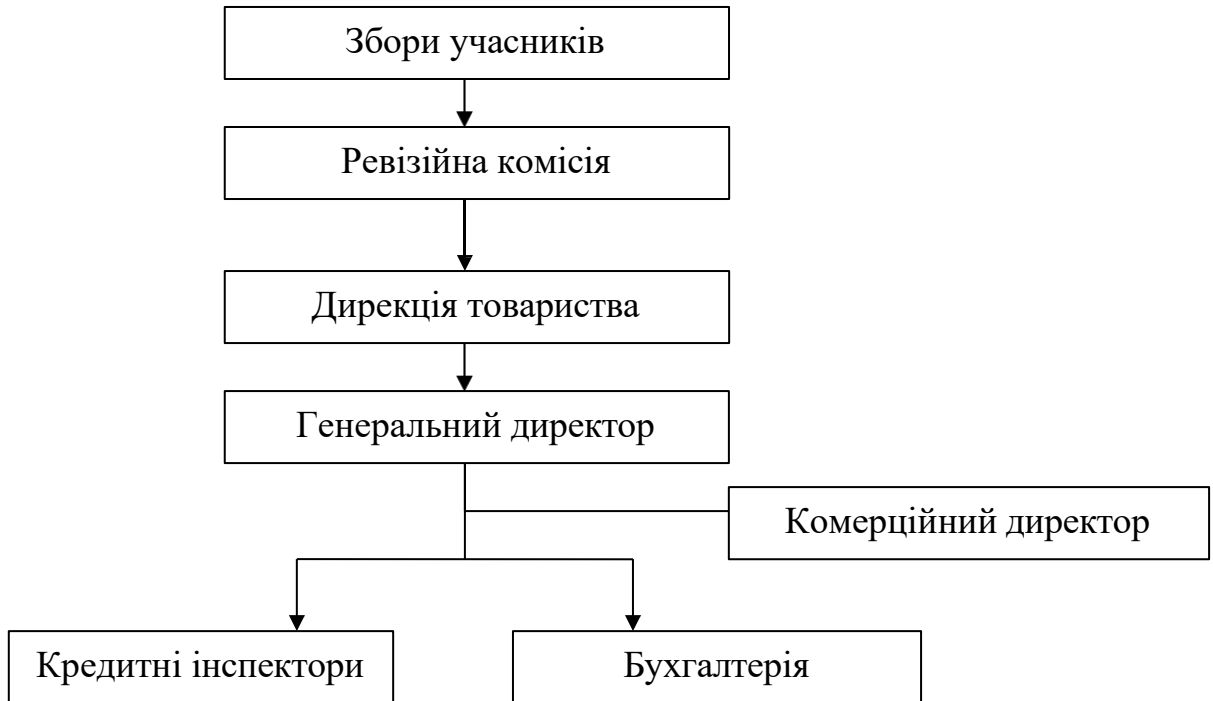 Збори учасників
Ревізійна комісія
Дирекція товариства
Генеральний директор
Комерційний директор
Кредитні інспектори
Бухгалтерія